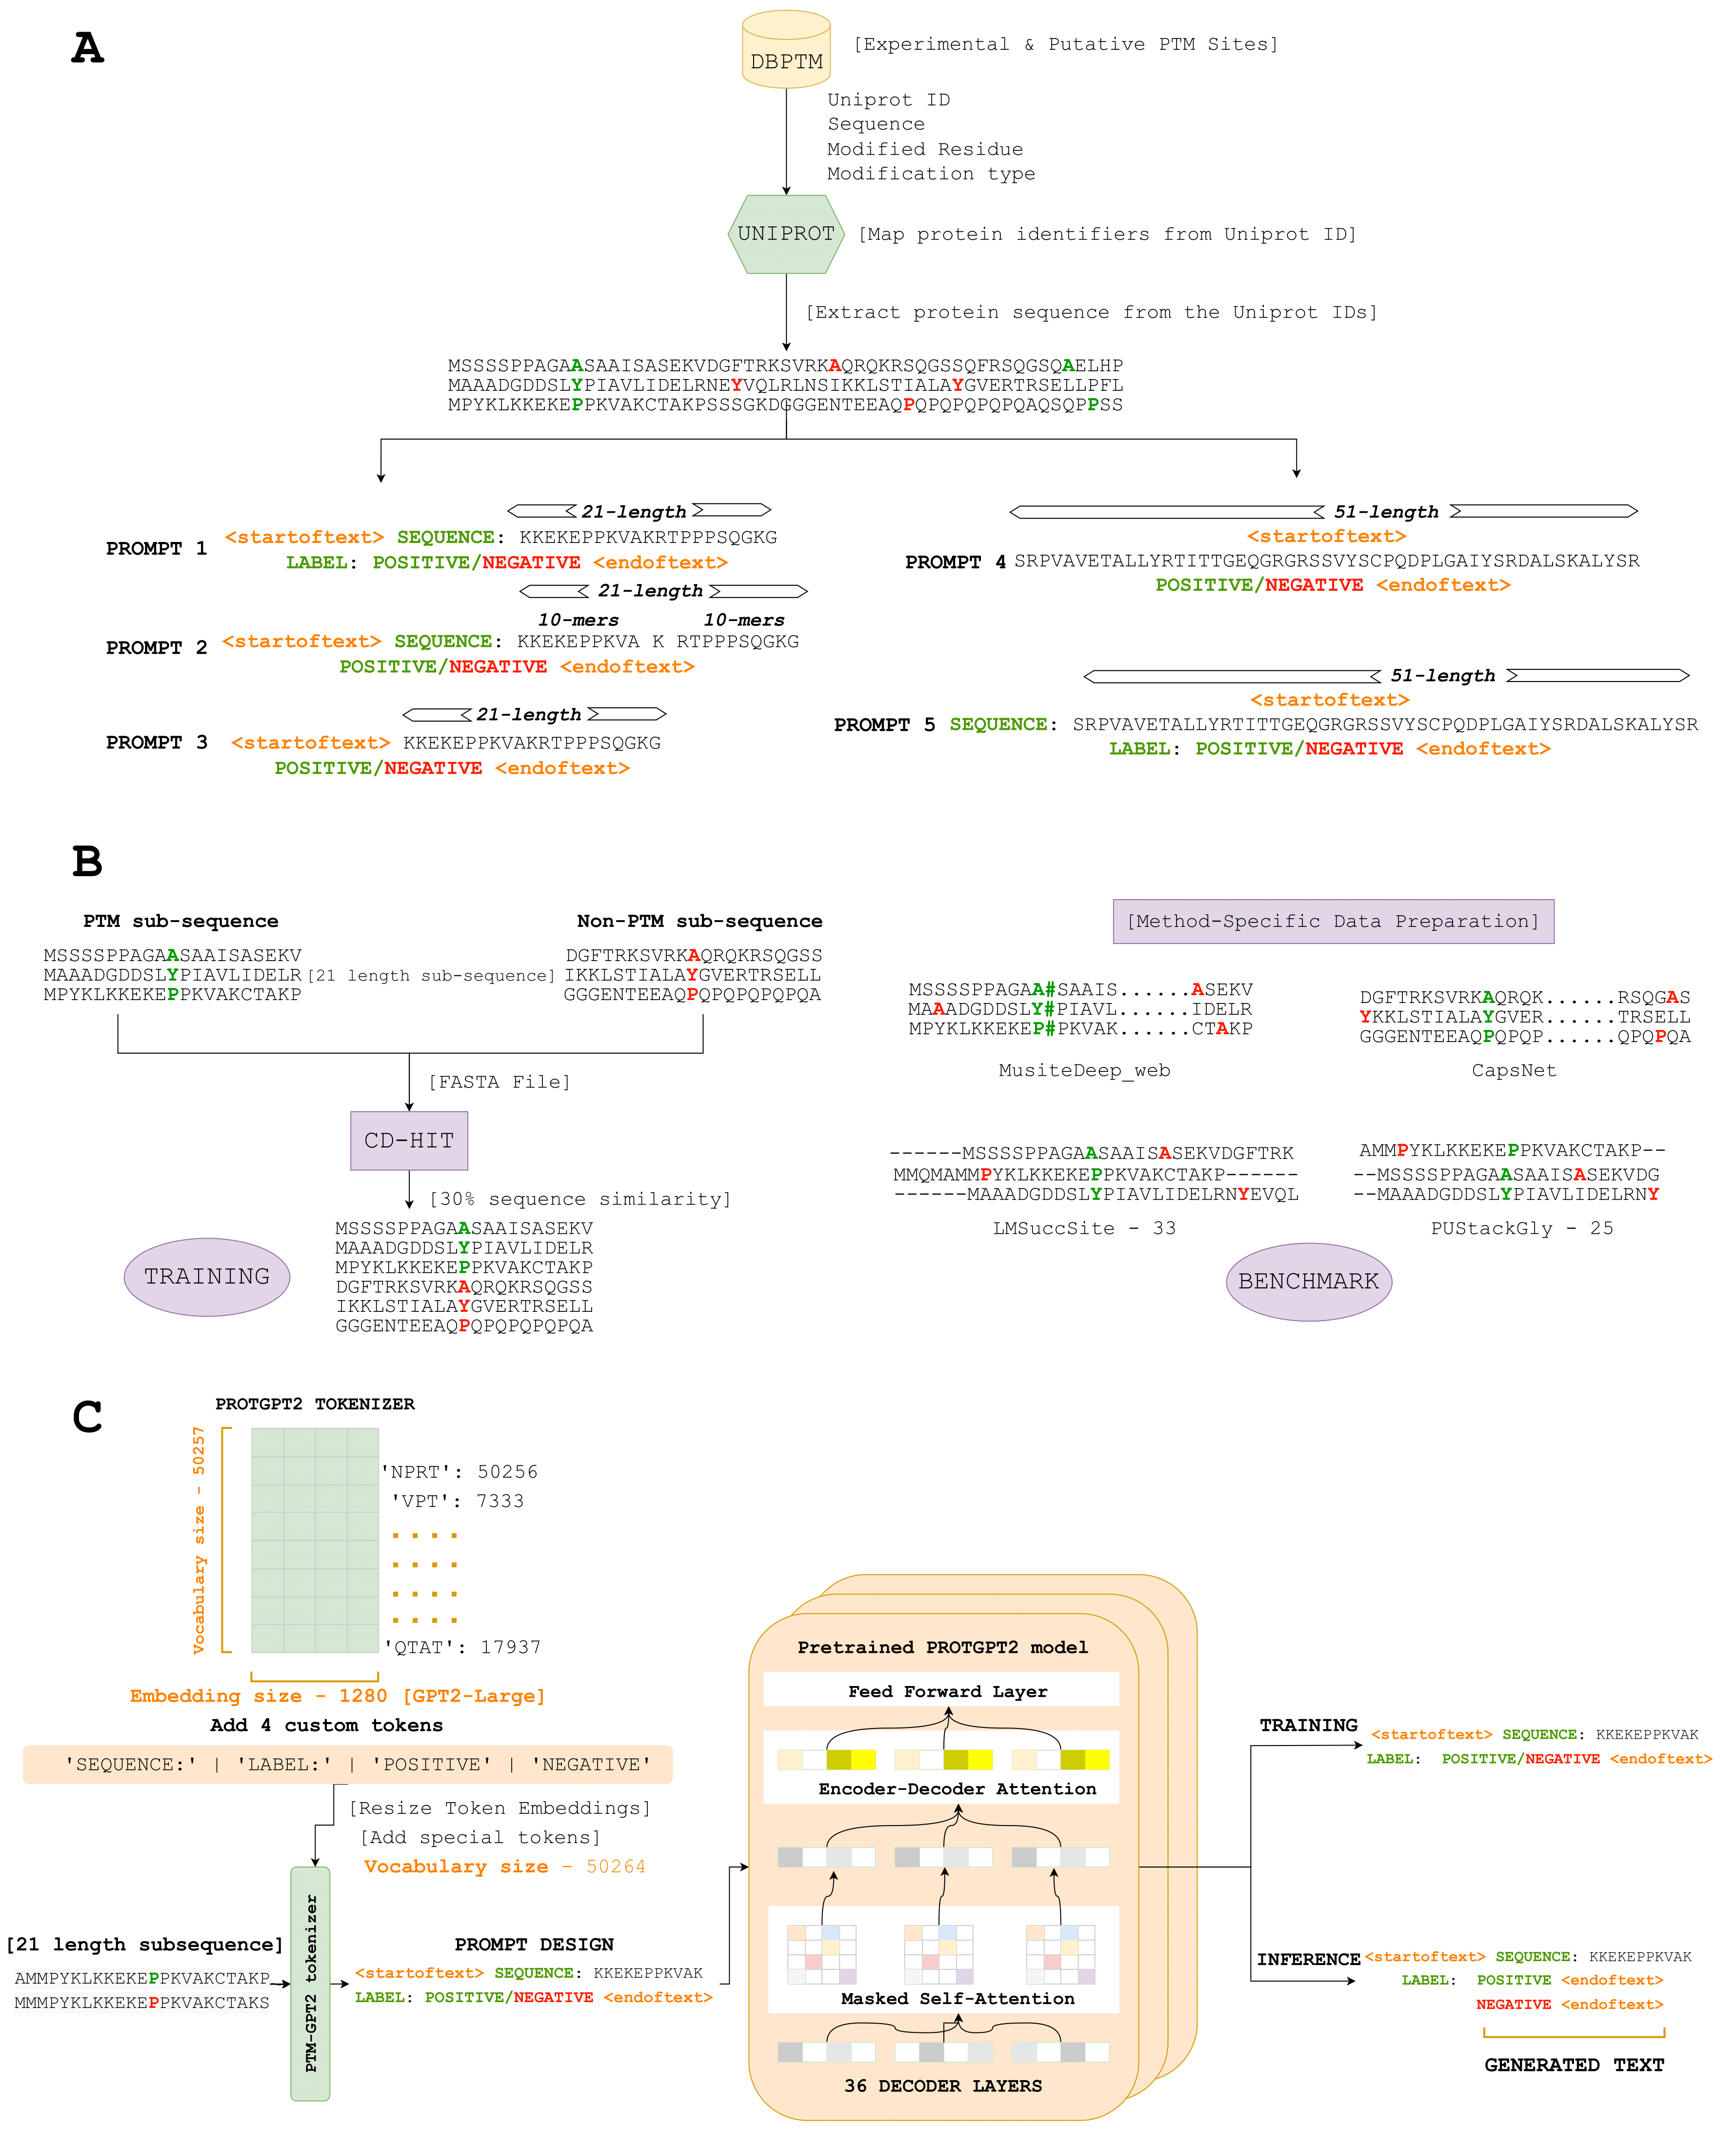 A
DBPTM
[Experimental & Putative PTM Sites]
Uniprot ID
Sequence
Modified Residue
Modification type
UNIPROT
[Map protein identifiers from Uniprot ID]
[Extract protein sequence from the Uniprot IDs]
MSSSSPPAGAASAAISASEKVDGFTRKSVRKAQRQKRSQGSSQFRSQGSQAELHP
MAAADGDDSLYPIAVLIDELRNEYVQLRLNSIKKLSTIALAYGVERTRSELLPFL
MPYKLKKEKEPPKVAKCTAKPSSSGKDGGGENTEEAQPQPQPQPQPQAQSQPPSS
21-length
PROMPT 1
<startoftext> SEQUENCE: KKEKEPPKVAKRTPPPSQGKG
LABEL: POSITIVE/NEGATIVE <endoftext>
21-length
10-mers 10-mers
PROMPT 2
<startoftext> SEQUENCE: KKEKEPPKVA K RTPPPSQGKG
POSITIVE/NEGATIVE <endoftext>
21-length
PROMPT 3
<startoftext> KKEKEPPKVAKRTPPPSQGKG
POSITIVE/NEGATIVE <endoftext>
51-length
<startoftext>
PROMPT 4 SRPVAVETALLYRTITTGEQGRGRSSVYSCPQDPLGAIYSRDALSKALYSR
POSITIVE/NEGATIVE <endoftext>
51-length
<startoftext>
PROMPT 5 SEQUENCE: SRPVAVETALLYRTITTGEQGRGRSSVYSCPQDPLGAIYSRDALSKALYSR
LABEL: POSITIVE/NEGATIVE <endoftext>
B
PTM sub-sequence
MSSSSPPAGAASAAISASEKV
MAAADGDDSLYPIAVLIDELR
MPYKLKKEKEPPKVAKCTAKP
[21 length sub-sequence]
Non-PTM sub-sequence
DGFTRKSVRKAQRQKRSQGSS
IKKLSTIALAYGVERTRSELL
GGGENTEEAQPQPQPQPQPQA
[FASTA File]
CD-HIT
[30% sequence similarity]
MSSSSPPAGAASAAISASEKV
MAAADGDDSLYPIAVLIDELR
MPYKLKKEKEPPKVAKCTAKP
DGFTRKSVRKAQRQKRSQGSS
IKKLSTIALAYGVERTRSELL
GGGENTEEAQPQPQPQPQPQA
TRAINING
[Method-Specific Data Preparation]
MSSSSPPAGAA#SAAIS......ASEKV
MAAADGDDSLY#PIAVL......IDELR
MPYKLKKEKEP#PKVAK......CTAKP
MusiteDeep_web
DGFTRKSVRKAQRQK......RSQGAS
YKKLSTIALAYGVER......TRSELL
GGGENTEEAQPQPQP......QPQPQA
CapsNet
------MSSSSPPAGAASAAISASEKVDGFTRK
MMQMAMMPYKLKKEKEPPKVAKCTAKP------
------MAAADGDDSLYPIAVLIDELRNYEVQL
LMSuccSite - 33
AMMPYKLKKEKEPPKVAKCTAKP--
--MSSSSPPAGAASAAISASEKVDG
--MAAADGDDSLYPIAVLIDELRNY
PUStackGly - 25
BENCHMARK
C
PROTGPT2 TOKENIZER
Vocabulary size - 50257
'NPRT': 50256
'VPT': 7333
'QTAT': 17937
Embedding size - 1280 [GPT2-Large]
Add 4 custom tokens
'SEQUENCE:' | 'LABEL:' | 'POSITIVE' | 'NEGATIVE'
[Resize Token Embeddings]
[Add special tokens]
Vocabulary size - 50264
[21 length subsequence]
AMMPYKLKKEKEPPKVAKCTAKP
MMMPYKLKKEKEPPKVAKCTAKS
PTM-GPT2 tokenizer
PROMPT DESIGN
<startoftext> SEQUENCE: KKEKEPPKVAK
LABEL: POSITIVE/NEGATIVE <endoftext>
Pretrained PROTGPT2 model
Feed Forward Layer
Encoder-Decoder Attention
Masked Self-Attention
36 DECODER LAYERS
TRAINING
<startoftext> SEQUENCE: KKEKEPPKVAK
LABEL: POSITIVE/NEGATIVE <endoftext>
INFERENCE
<startoftext> SEQUENCE: KKEKEPPKVAK
LABEL: POSITIVE <endoftext>
NEGATIVE <endoftext>
GENERATED TEXT